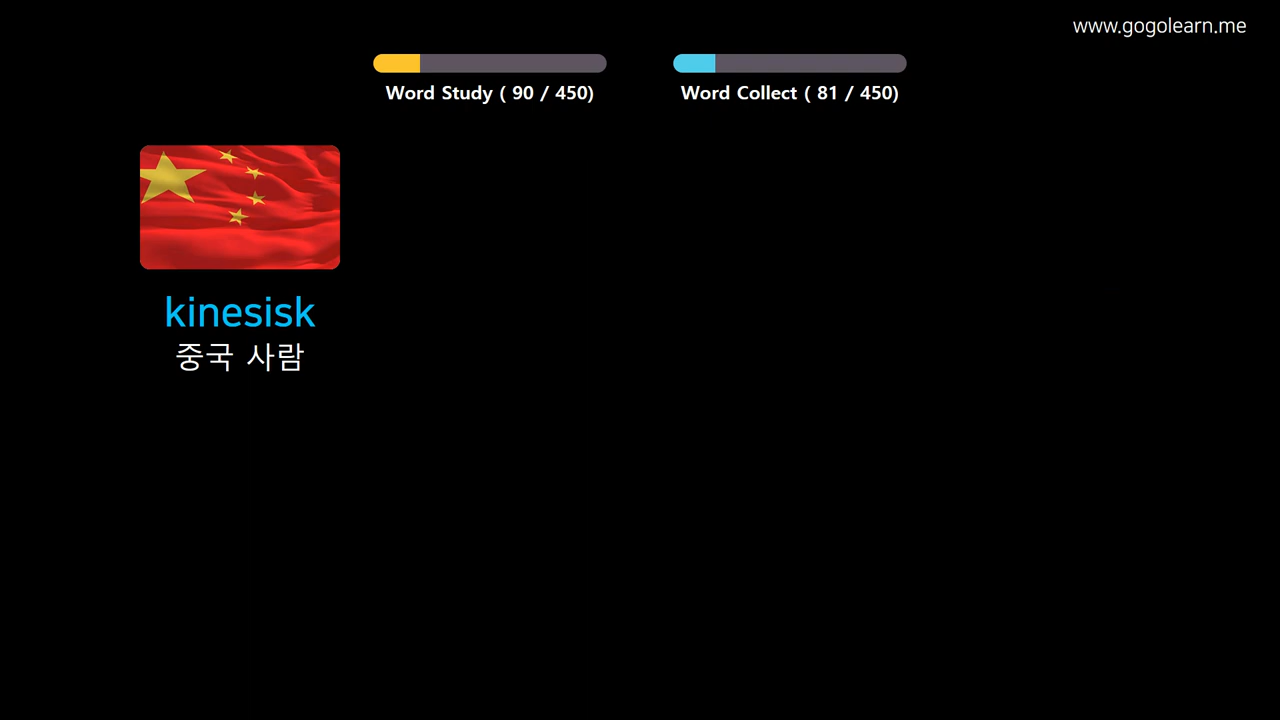 www.gogolearn.me
Word Study ( 90 / 450)
Word Collect ( 81 / 450)
kinesisk
중국 사람